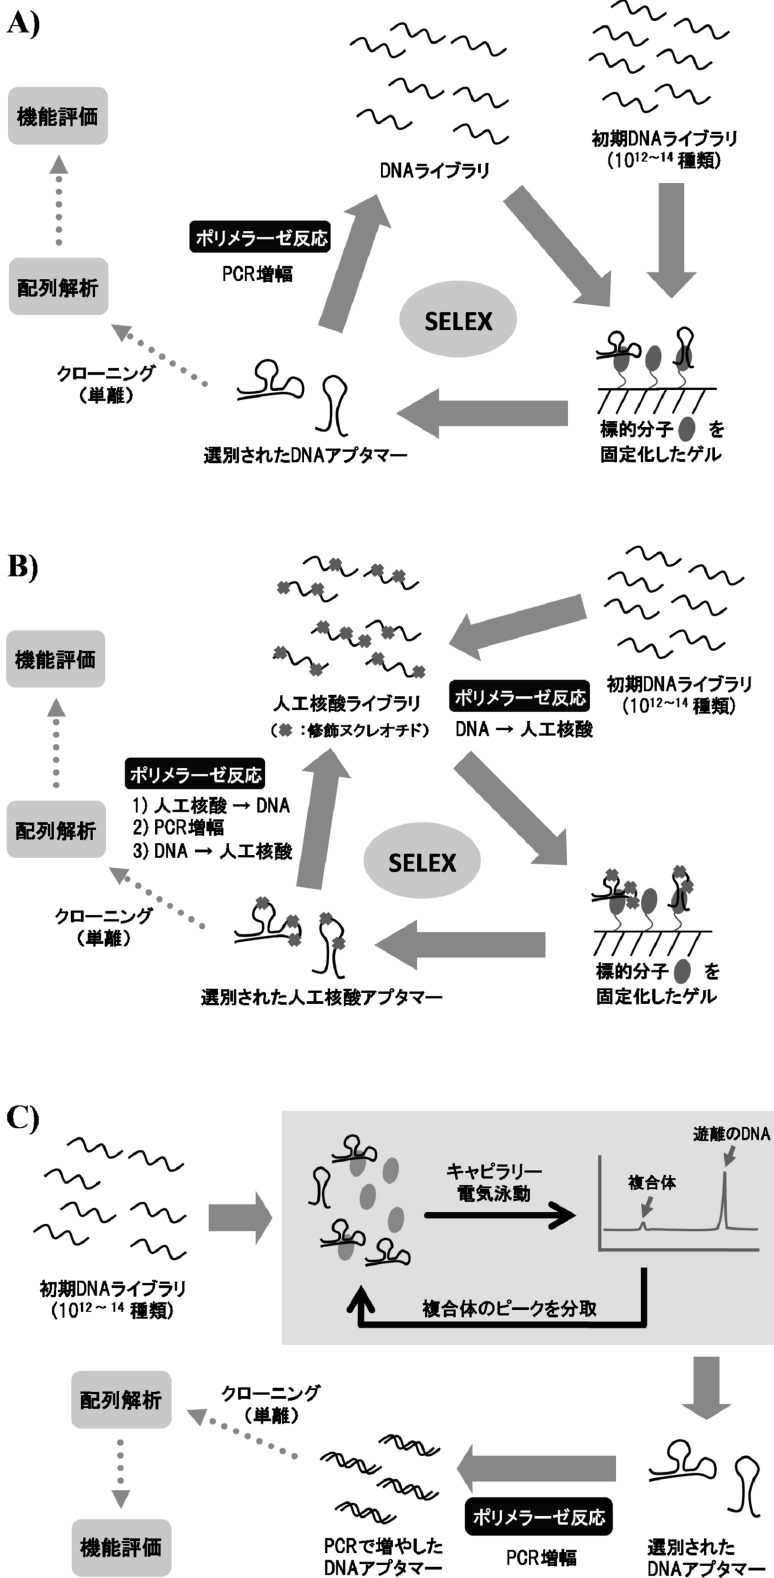 A)
初期DNAライブラリ
(10¹²~¹⁴ 種類)
DNAライブラリ
機能評価
ポリメラーゼ反応
PCR増幅
配列解析
SELEX
クローニング
(単離)
選別されたDNAアプタマー
標的分子 を
固定化したゲル
B)
機能評価
人工核酸ライブラリ
( :修飾ヌクレオチド)
ポリメラーゼ反応
DNA → 人工核酸
初期DNAライブラリ
(10¹²~¹⁴ 種類)
ポリメラーゼ反応
1) 人工核酸 → DNA
2) PCR増幅
3) DNA → 人工核酸
配列解析
SELEX
クローニング
(単離)
選別された人工核酸アプタマー
標的分子 を
固定化したゲル
C)
初期DNAライブラリ
(10¹²~¹⁴ 種類)
キャピラリー
電気泳動
遊離のDNA
複合体
複合体のピークを分取
配列解析
クローニング
(単離)
機能評価
PCRで増やした
DNAアプタマー
ポリメラーゼ反応
PCR増幅
選別された
DNAアプタマー